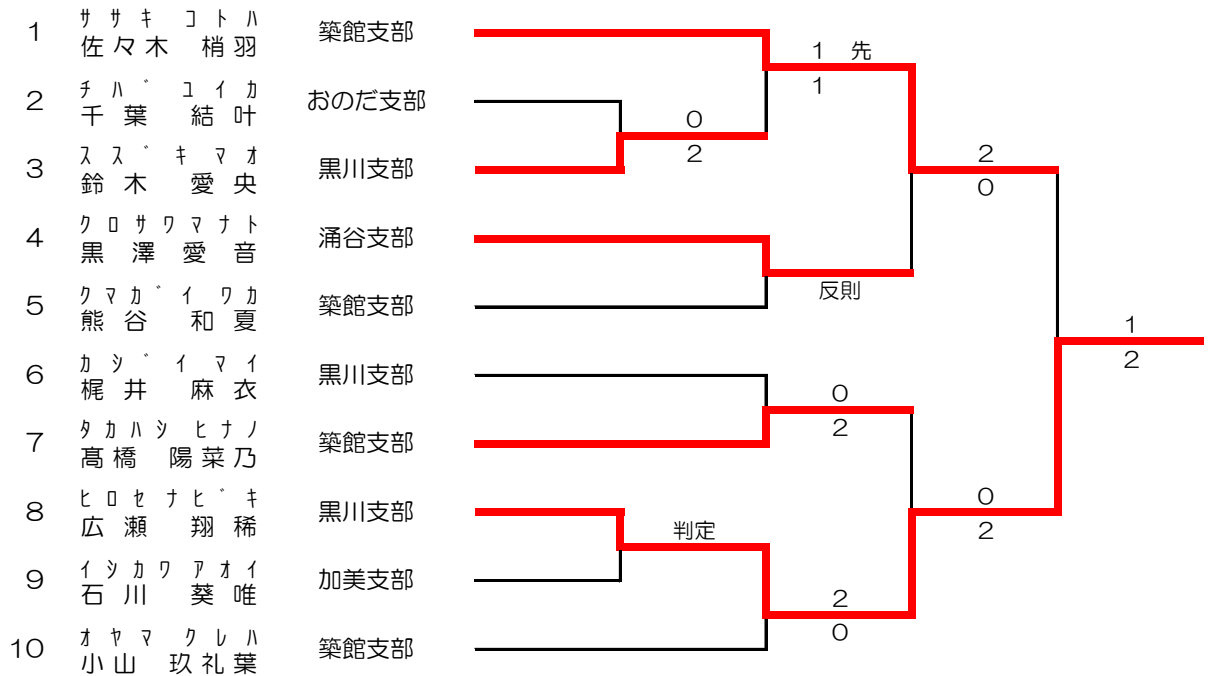 ササキ コトハ
1 佐々木 梢羽 築館支部
1 先
1
チバ ユイカ
2 千葉 結叶 おのだ支部
0
2
スズキ マオ
3 鈴木 愛央 黒川支部
2
0
クロサワマナト
4 黒澤愛音 涌谷支部
反則
クマガイ ワカ
5 熊谷 和夏 築館支部
1
2
カジイ マイ
6 梶井 麻衣 黒川支部
0
2
タカハシ ヒナノ
7 髙橋 陽菜乃 築館支部
ヒロセ ナビキ
8 広瀬 翔稀 黒川支部
0
2
判定
イシカワ アオイ
9 石川 葵唯 加美支部
2
0
オヤマ クレハ
10 小山 玖礼葉 築館支部